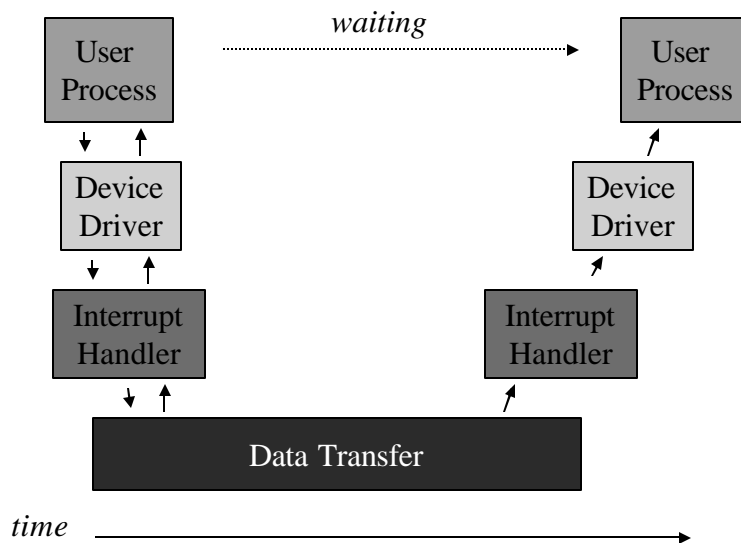 waiting
User
Process
User
Process
Device
Driver
Device
Driver
Interrupt
Handler
Interrupt
Handler
Data Transfer
time